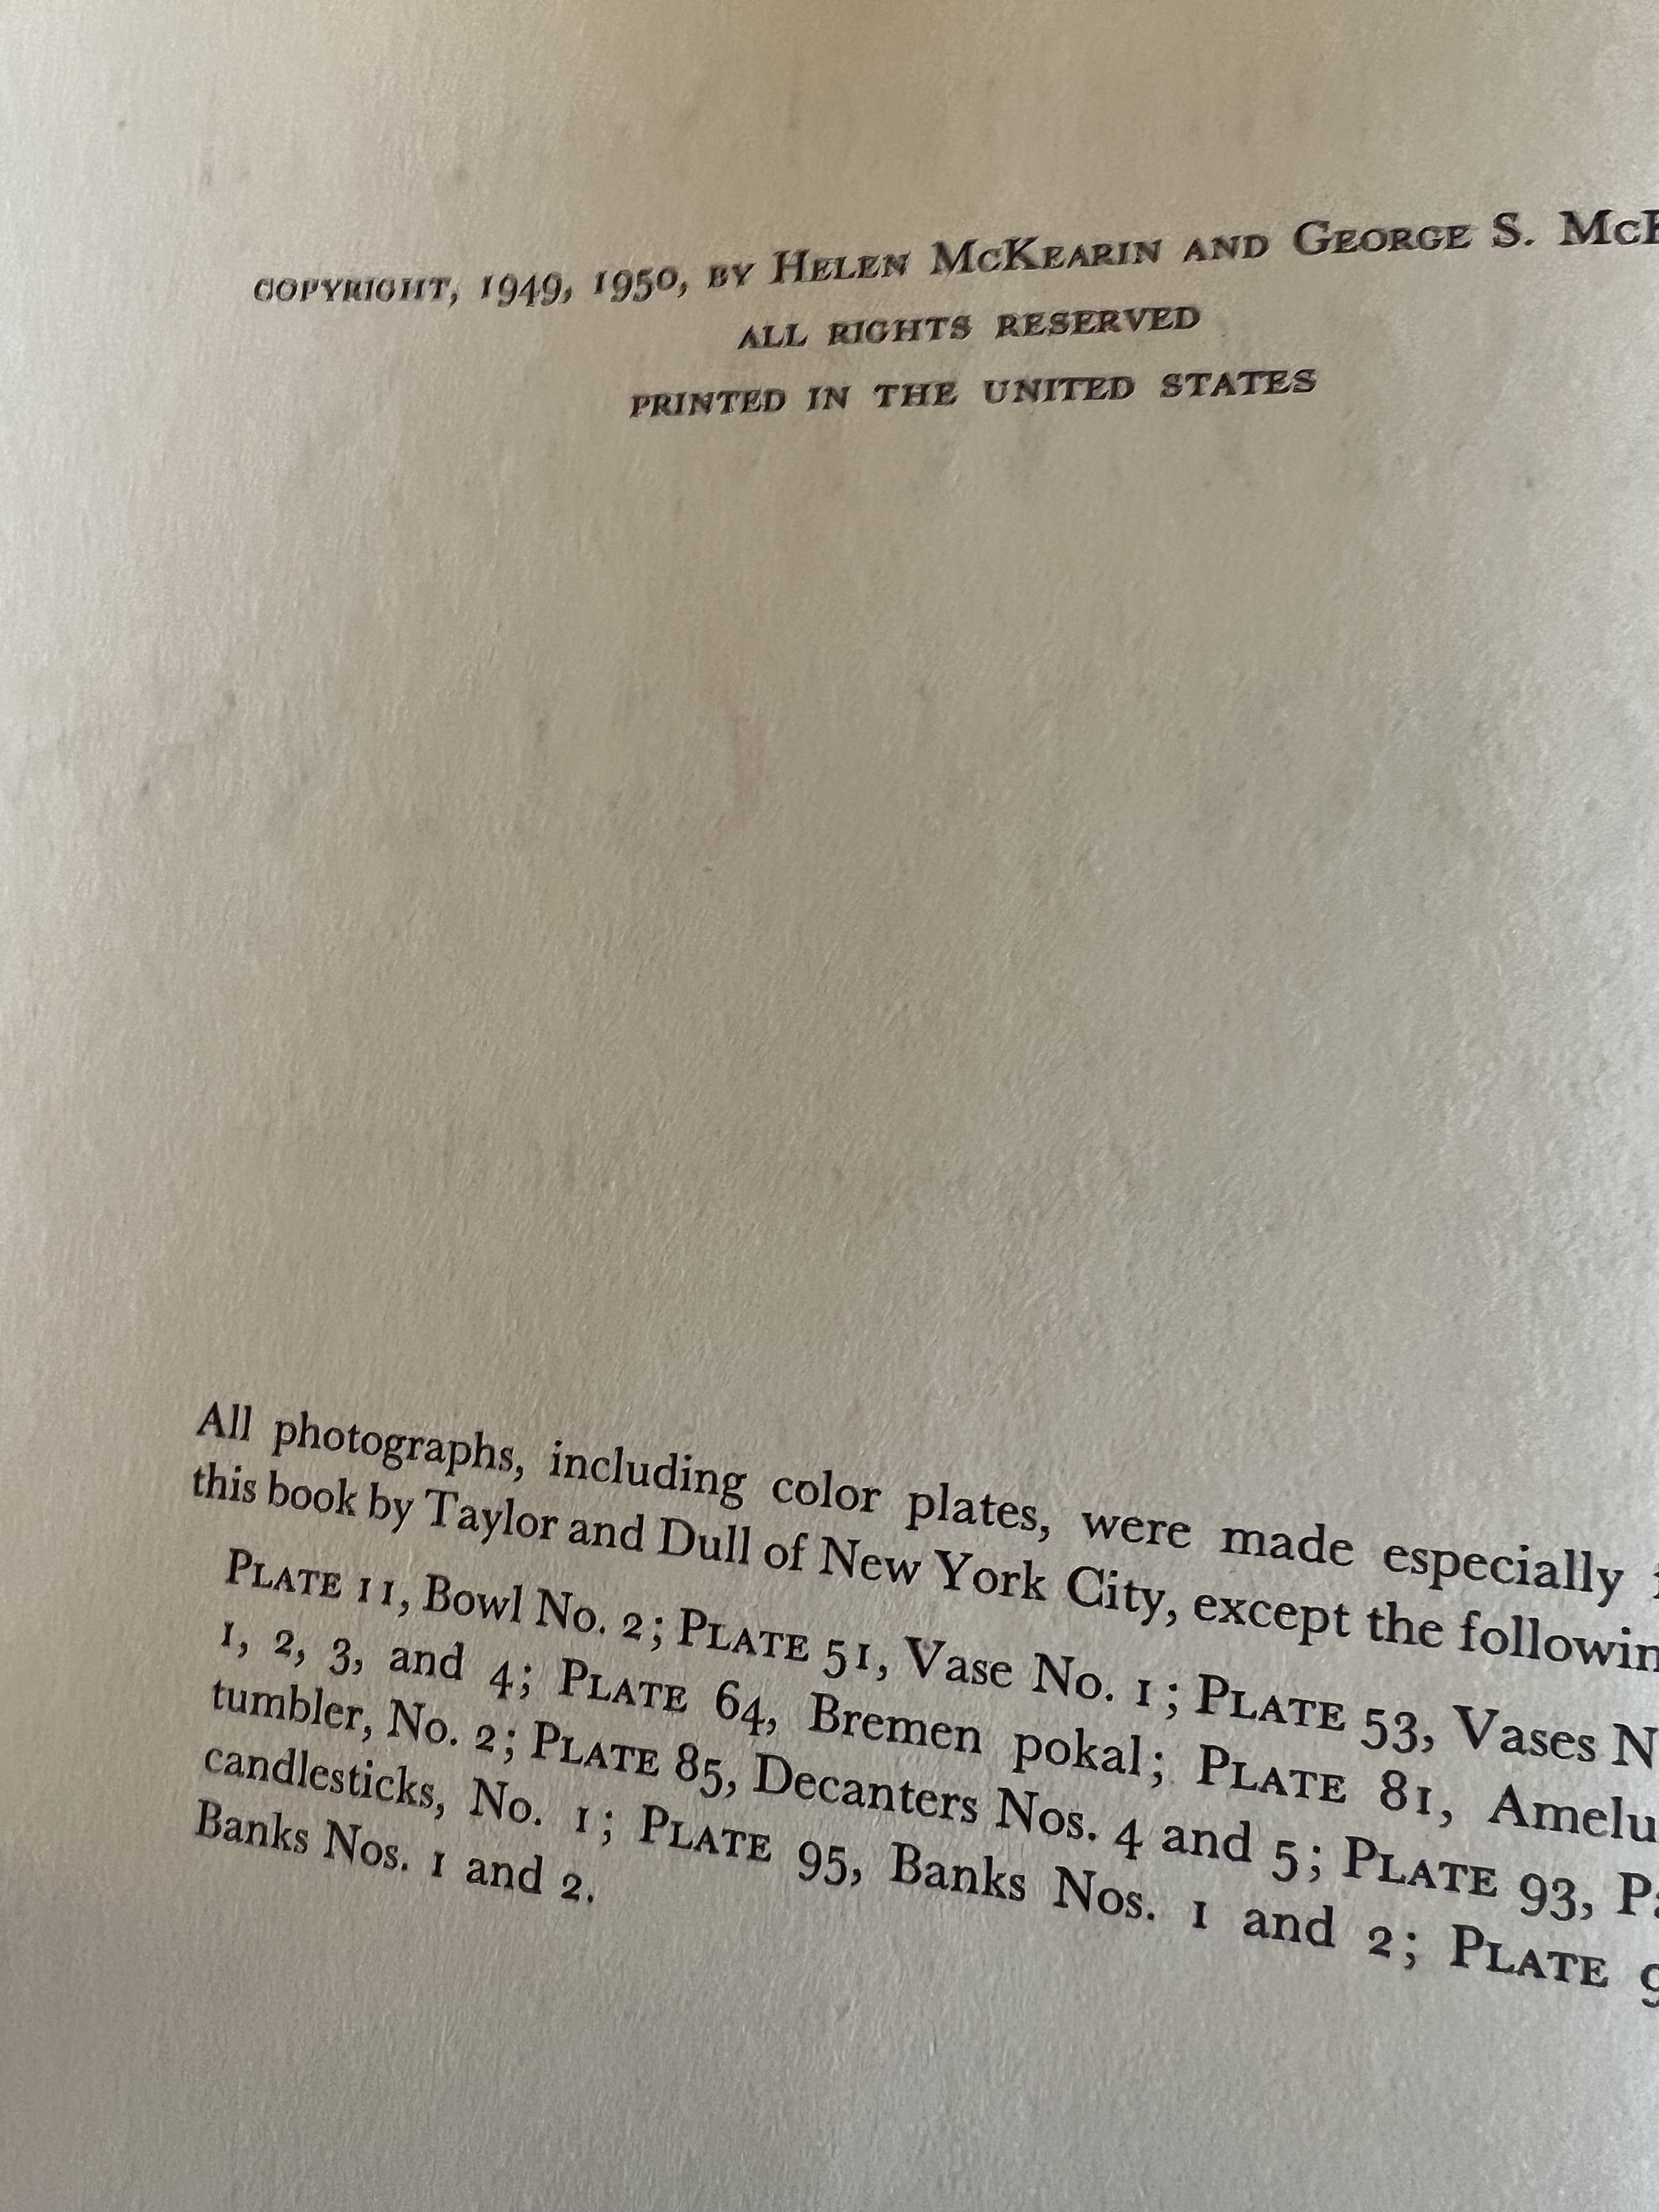 COPYRIGHT, 1949, 1950, BY HELEN MCKEARIN AND GEORGE S. 
ALL RIGHTS RESERVED
PRINTED IN THE UNITED STATES
All photographs, including color plates, were made especially
this book by Taylor and Dull of New York City, except the
PLATE 11, Bowl No. 2; PLATE 51, Vase No. 1; PLATE 53, Vases
1, 2, 3, and 4; PLATE 64, Bremen pokal; PLATE 81,
tumbler, No. 2; PLATE 85, Decanters Nos. 4 and 5; PLATE 93,
candlesticks, No. 1; PLATE 95, Banks Nos. 1 and 2; PLATE
Banks Nos. 1 and 2.